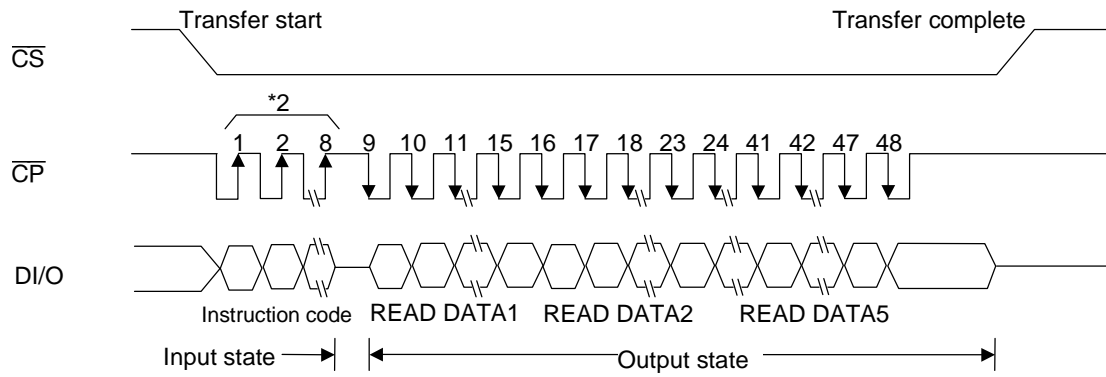 Transfer start Transfer complete
CS
*2
1 2 8 9 10 11 15 16 17 18 23 24 41 42 47 48
CP
DI/O
Instruction code READ DATA1 READ DATA2 READ DATA5
Input state Output state